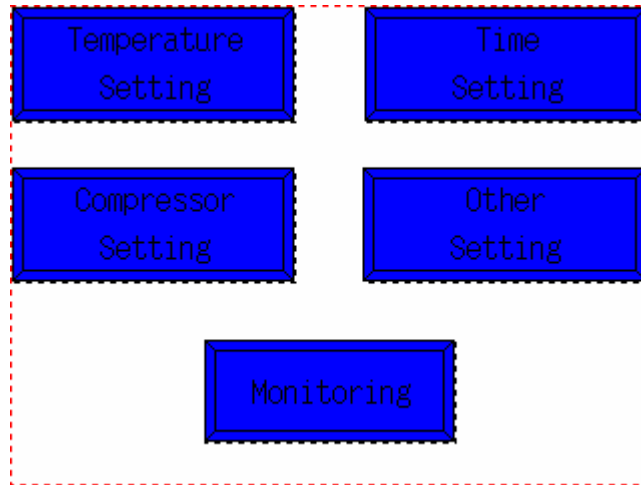 Temperature
Setting
Time
Setting
Compressor
Setting
Other
Setting
Monitoring